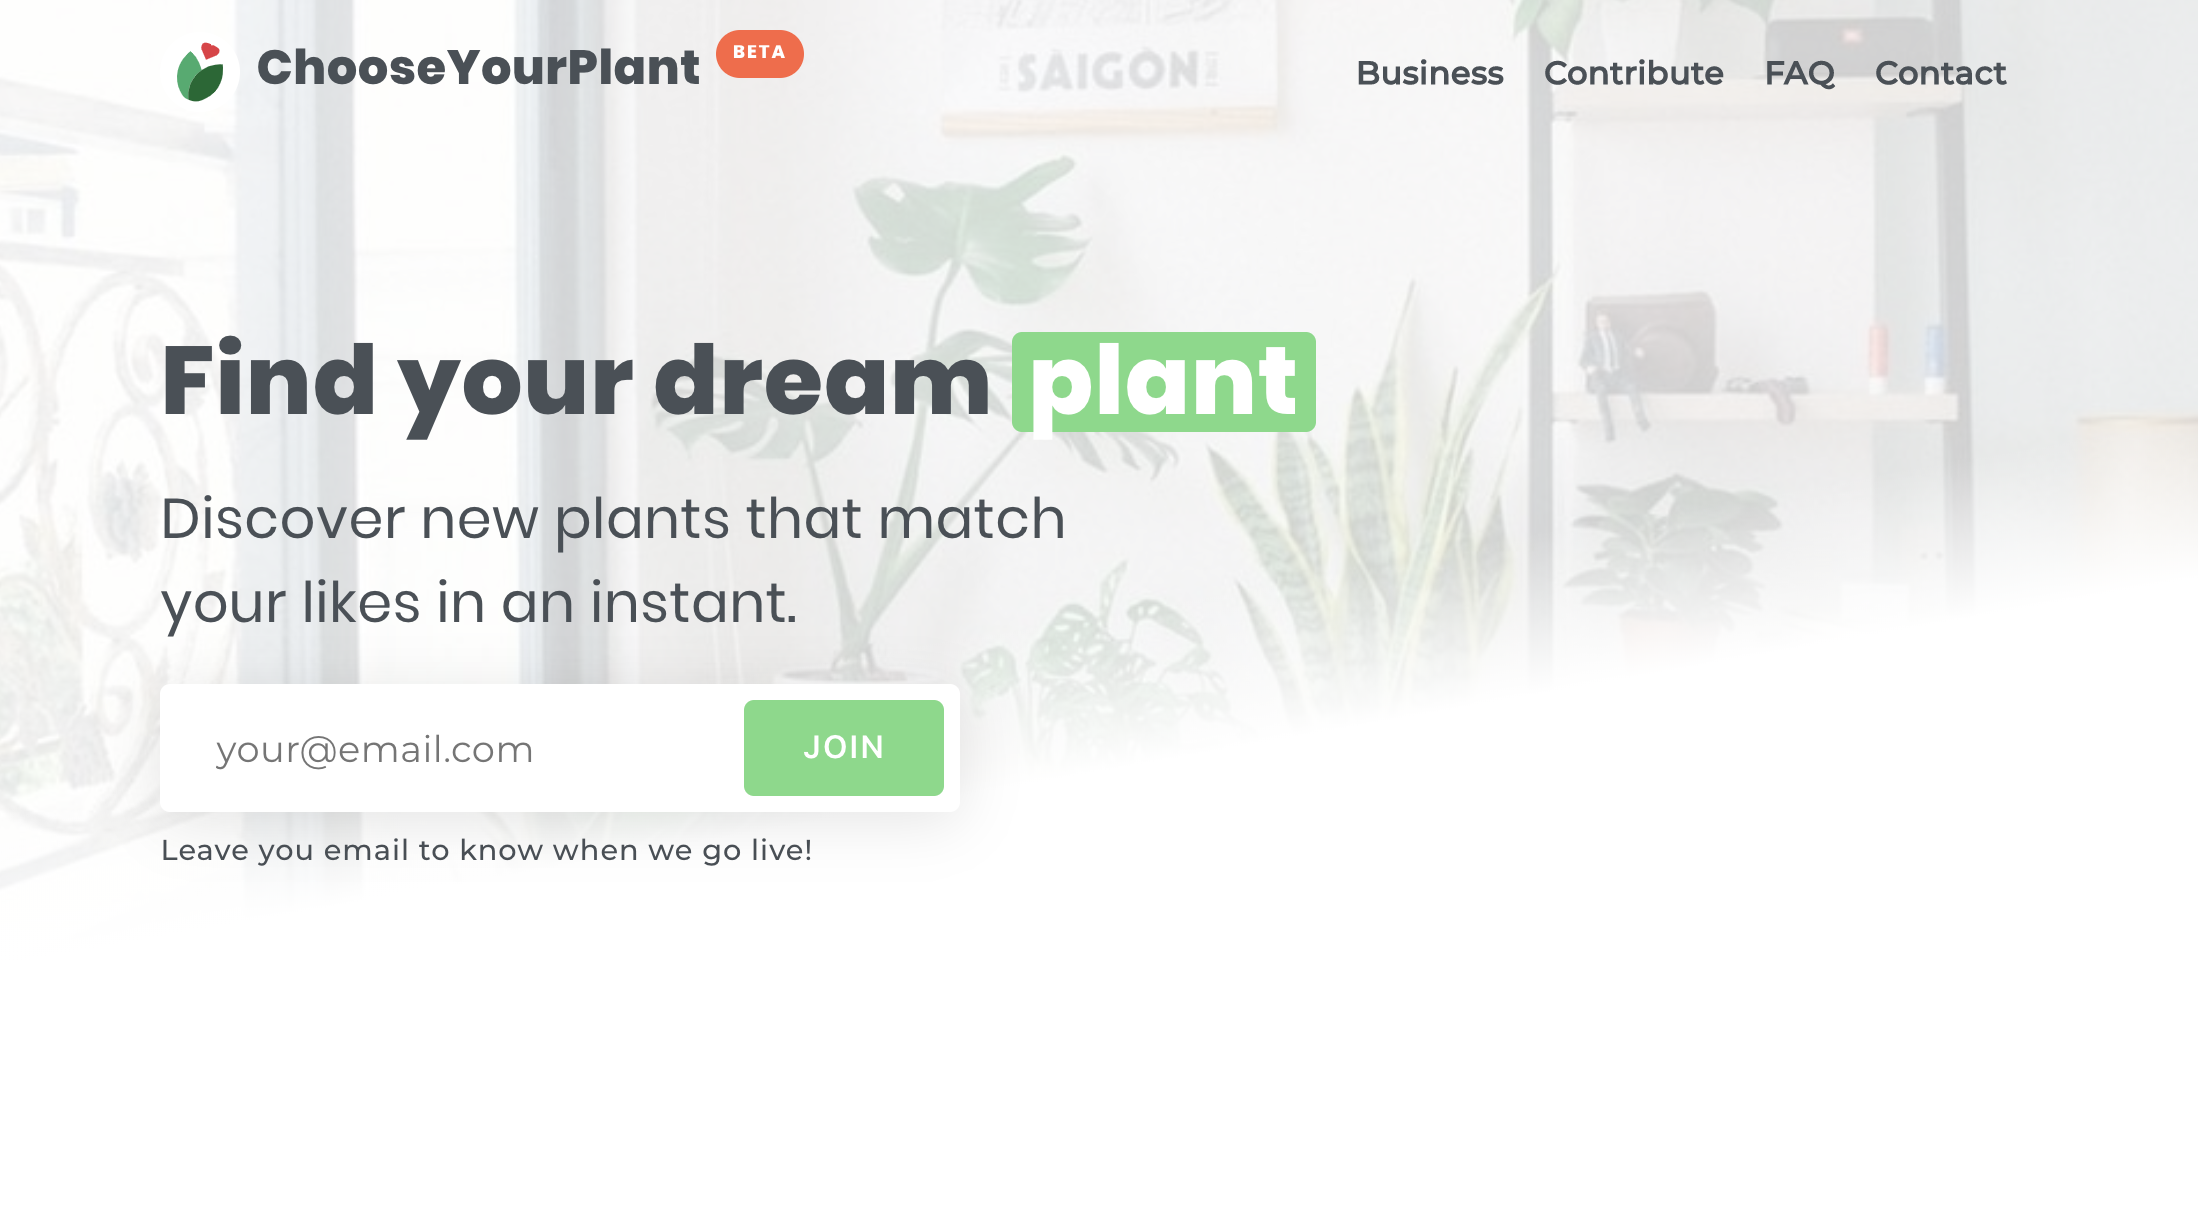 ChooseYourPlant BETA
Business Contribute FAQ Contact
SÀIGÒN
Find your dream plant
Discover new plants that match
your likes in an instant.
your@email.com JOIN
Leave you email to know when we go live!